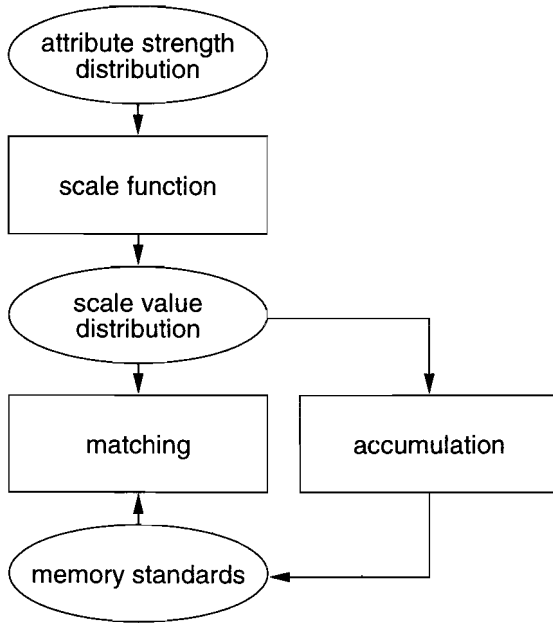 attribute strength
distribution
scale function
scale value
distribution
matching
accumulation
memory standards